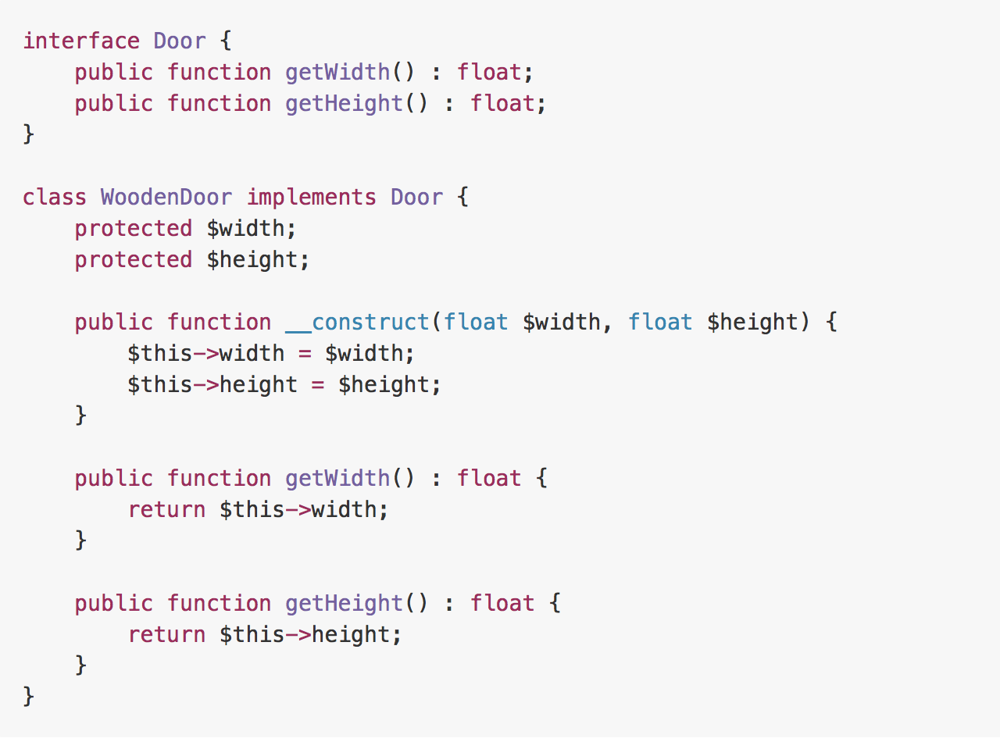 interface Door {
    public function getWidth() : float;
    public function getHeight() : float;
}

class WoodenDoor implements Door {
    protected $width;
    protected $height;

    public function __construct(float $width, float $height) {
        $this->width = $width;
        $this->height = $height;
    }

    public function getWidth() : float {
        return $this->width;
    }

    public function getHeight() : float {
        return $this->height;
    }
}